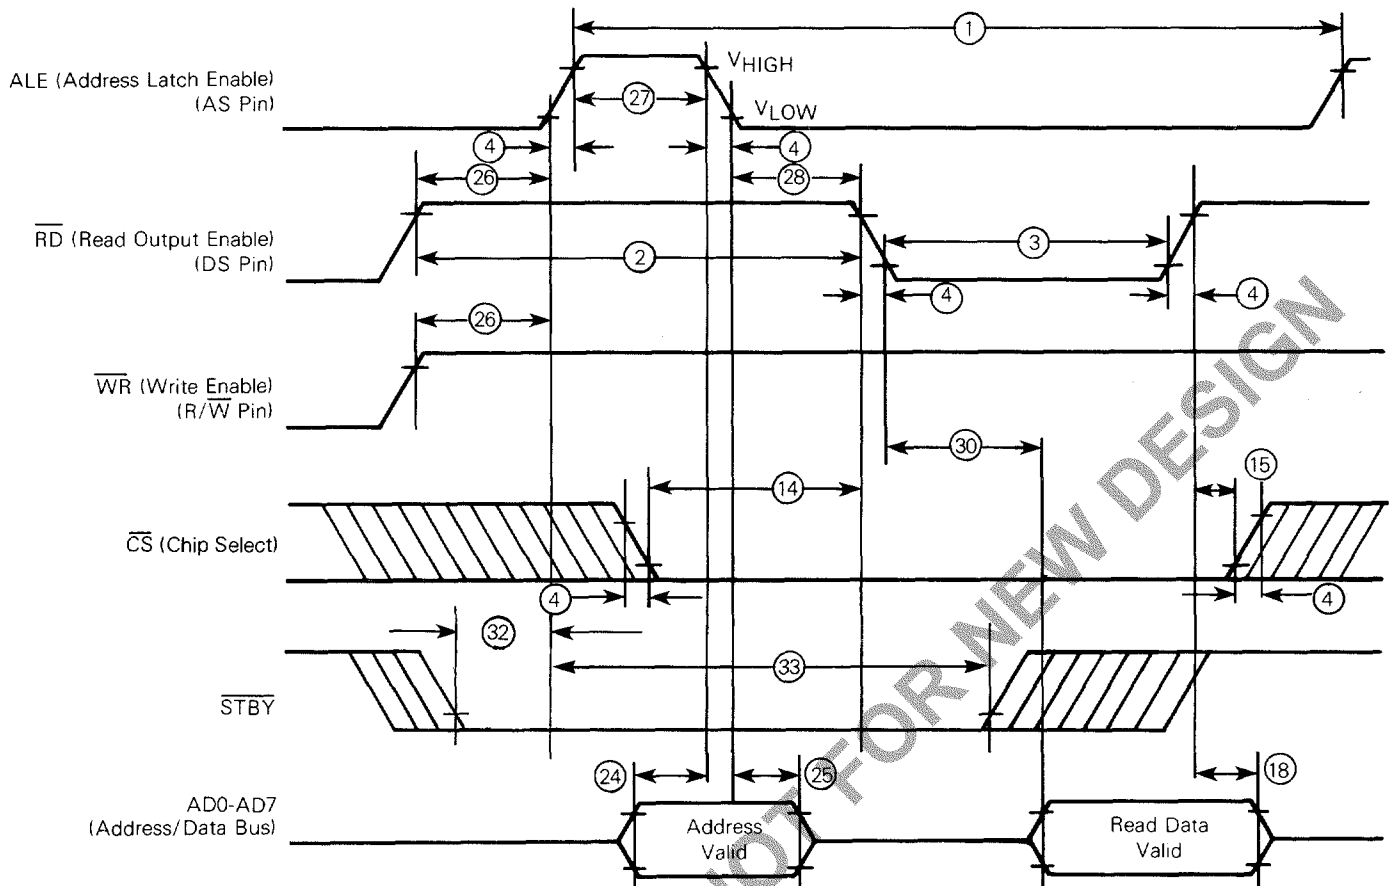 1
ALE (Address Latch Enable)
(AS Pin)
VHIGH
27
VLOW
4
4
26
28
RD (Read Output Enable)
(DS Pin)
2
3
4
4
26
WR (Write Enable)
(R/W Pin)
30
14
15
CS (Chip Select)
4
4
32
33
STBY
24
25
18
AD0-AD7
(Address/Data Bus)
Address
Valid
Read Data
Valid
NOT FOR NEW DESIGN